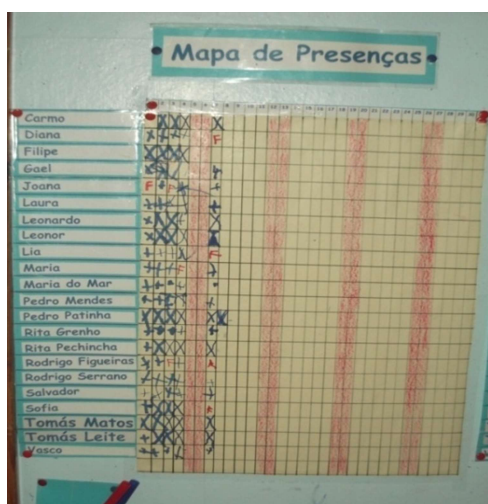 Mapa de Presenças
Carmo
Diana
Filipe
Gael
Joana
Laura
Leonardo
Leonor
Lia
Maria
Maria do Mar
Pedro Mendes
Pedro Patinha
Rita Grenho
Rita Pechincha
Rodrigo Figueiras
Rodrigo Serrano
Salvador
Sofia
Tomás Matos
Tomás Leite
Vasco